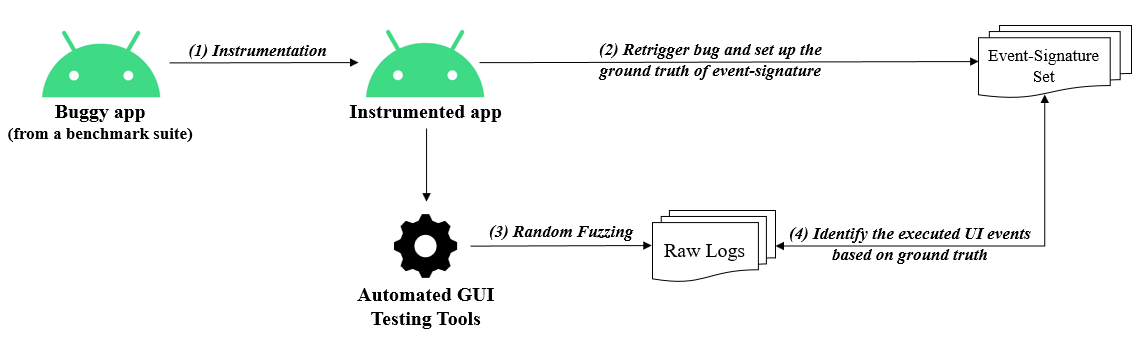 (1) Instrumentation
(2) Retrigger bug and set up the
ground truth of event-signature
Event-Signature
Set
Buggy app
(from a benchmark suite)
Instrumented app
(3) Random Fuzzing
Raw Logs
(4) Identify the executed UI events
based on ground truth
Automated GUI
Testing Tools